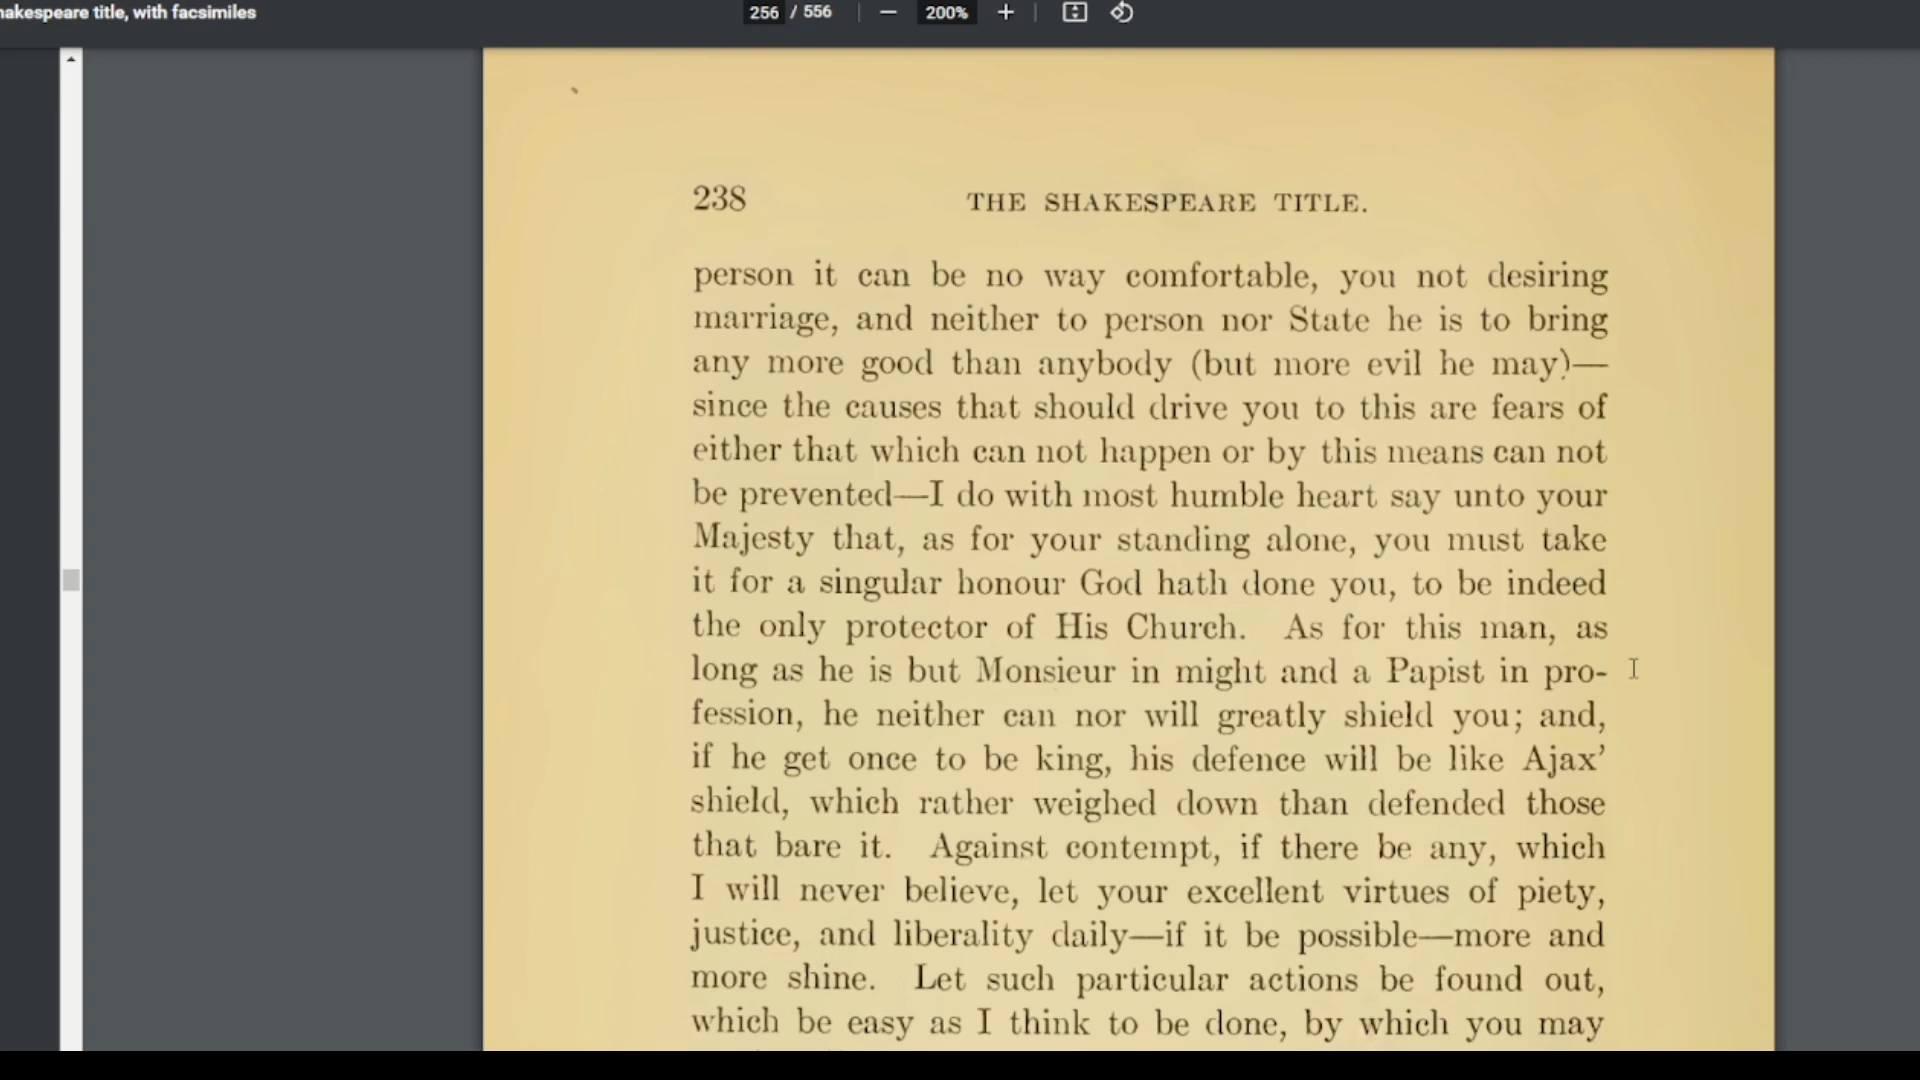 hakespeare title, with facsimiles
256 / 556
200%
238 THE SHAKESPEARE TITLE.
person it can be no way comfortable, you not desiring
marriage, and neither to person nor State he is to bring
any more good than anybody (but more evil he may)—
since the causes that should drive you to this are fears of
either that which can not happen or by this means can not
be prevented—I do with most humble heart say unto your
Majesty that, as for your standing alone, you must take
it for a singular honour God hath done you, to be indeed
the only protector of His Church. As for this man, as
long as he is but Monsieur in might and a Papist in pro-
fession, he neither can nor will greatly shield you; and,
if he get once to be king, his defence will be like Ajax’
shield, which rather weighed down than defended those
that bare it. Against contempt, if there be any, which
I will never believe, let your excellent virtues of piety,
justice, and liberality daily—if it be possible—more and
more shine. Let such particular actions be found out,
which be easy as I think to be done, by which you may